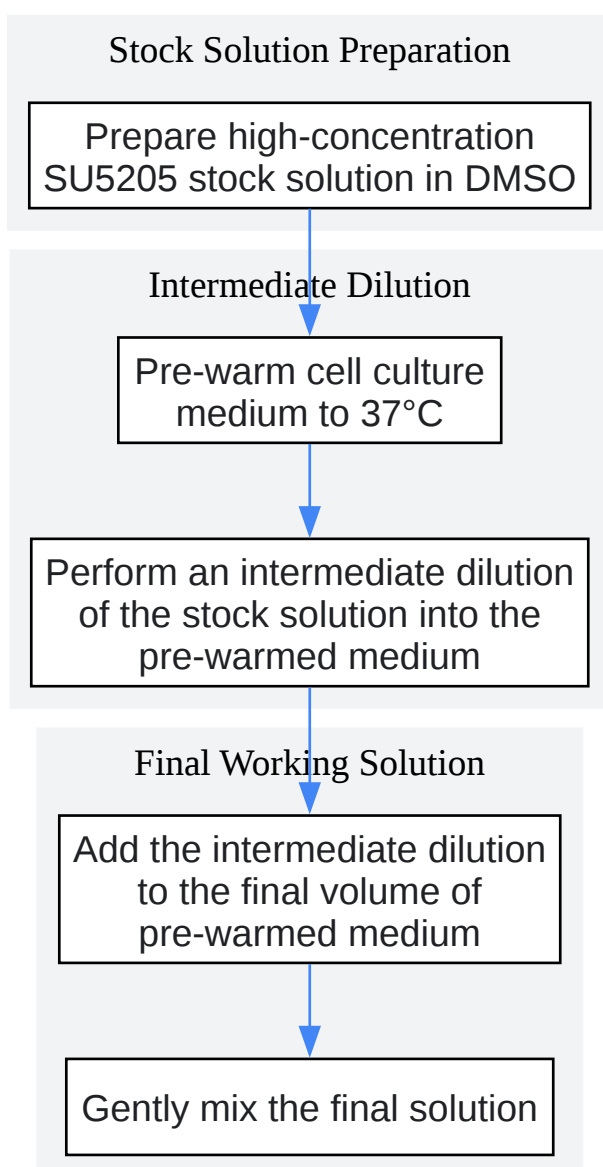 Stock Solution Preparation
Prepare high-concentration
SU5205 stock solution in DMSO
Intermediate Dilution
Pre-warm cell culture
medium to 37°C
Perform an intermediate dilution
of the stock solution into the
pre-warmed medium
Final Working Solution
Add the intermediate dilution
to the final volume of
pre-warmed medium
Gently mix the final solution